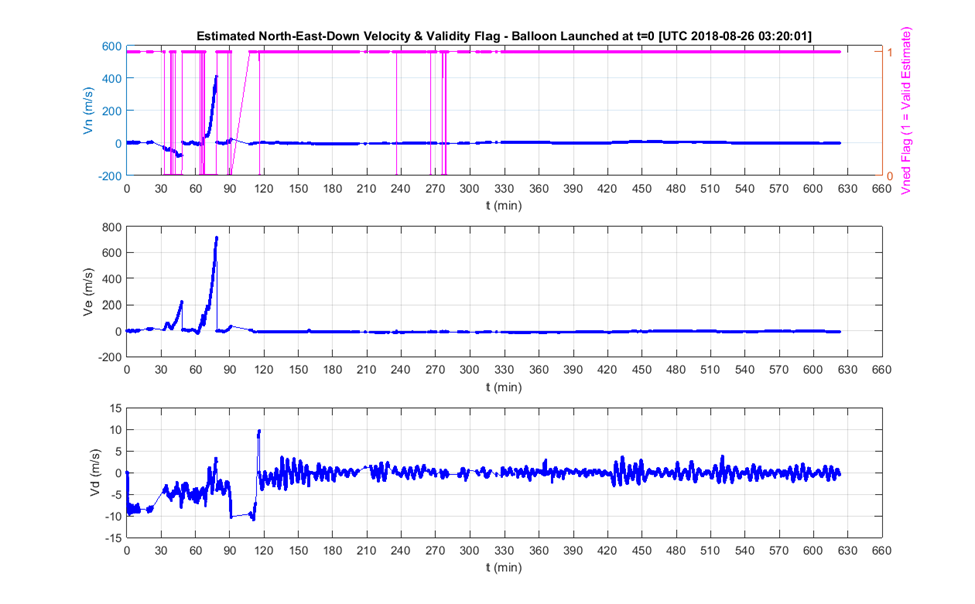 Estimated North-East-Down Velocity & Validity Flag - Balloon Launched at t=0 [UTC 2018-08-26 03:20:01]
600
400
200
0
-200
Vn (m/s)
1
0
Vned Flag (1 = Valid Estimate)
0 30 60 90 120 150 180 210 240 270 300 330 360 390 420 450 480 510 540 570 600 630 660
t (min)
800
600
400
200
0
-200
Ve (m/s)
0 30 60 90 120 150 180 210 240 270 300 330 360 390 420 450 480 510 540 570 600 630 660
t (min)
15
10
5
0
-5
-10
-15
Vd (m/s)
0 30 60 90 120 150 180 210 240 270 300 330 360 390 420 450 480 510 540 570 600 630 660
t (min)